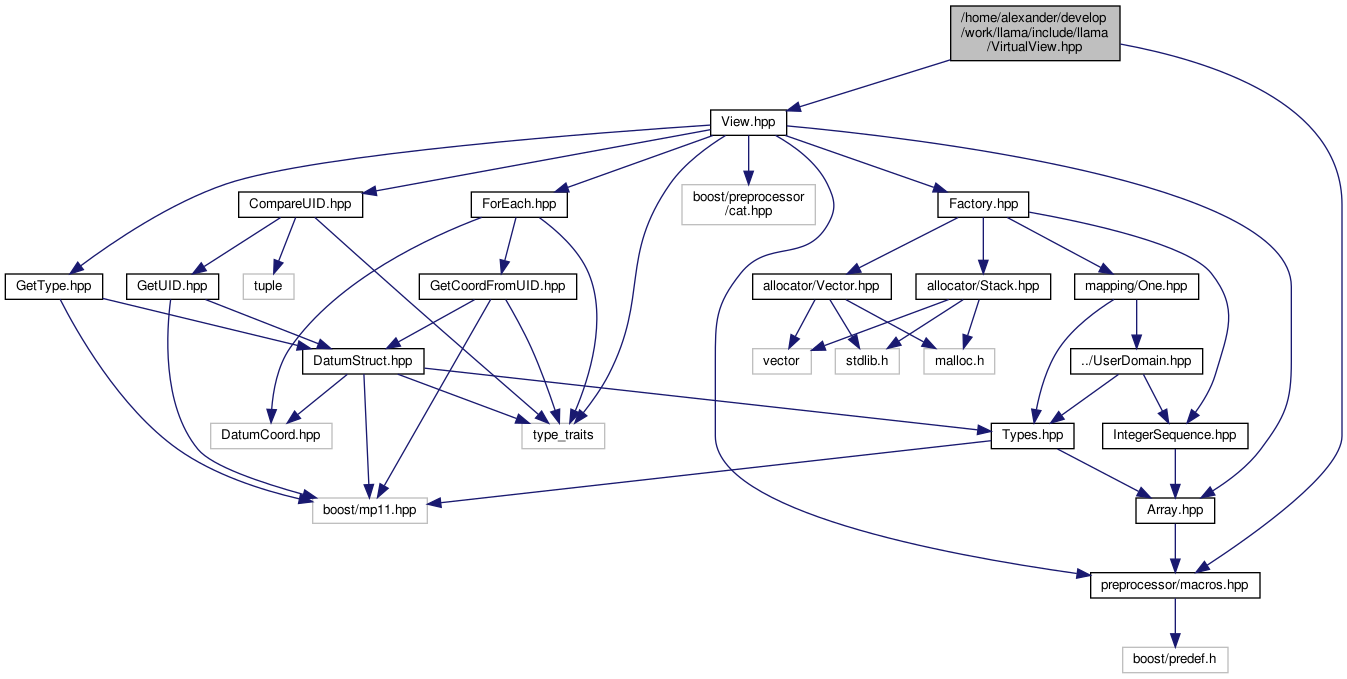 /home/alexander/develop
/work/llama/include/llama
/VirtualView.hpp
View.hpp
boost/preprocessor
/cat.hpp
CompareUID.hpp
ForEach.hpp
Factory.hpp
GetType.hpp
GetUID.hpp
tuple
GetCoordFromUID.hpp
allocator/Vector.hpp
allocator/Stack.hpp
mapping/One.hpp
DatumStruct.hpp
vector
stdlib.h
malloc.h
../UserDomain.hpp
DatumCoord.hpp
type_traits
Types.hpp
IntegerSequence.hpp
boost/mp11.hpp
Array.hpp
preprocessor/macros.hpp
boost/predef.h